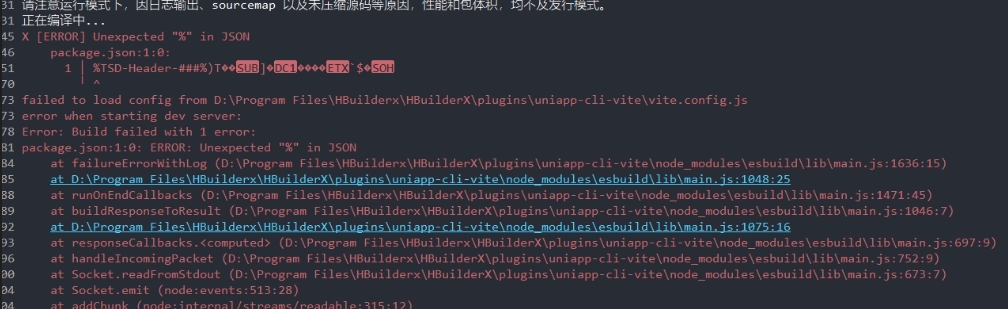 31 请注意运行模式下，因日志输出、sourcemap 以及未压缩源码等原因，性能和包体积，均不及发行模式。
31 正在编译中...
45 X [ERROR] Unexpected "%" in JSON
46 package.json:1:0:
51 1 │ %TSD-Header-###%)T��SUB]�DC1����ETX`$�SOH
70 ╵ ^
73 failed to load config from D:\Program Files\HBuilderx\HBuilderX\plugins\uniapp-cli-vite\vite.config.js
73 error when starting dev server:
78 Error: Build failed with 1 error:
81 package.json:1:0: ERROR: Unexpected "%" in JSON
84 at failureErrorWithLog (D:\Program Files\HBuilderx\HBuilderX\plugins\uniapp-cli-vite\node_modules\esbuild\lib\main.js:1636:15)
85 at D:\Program Files\HBuilderx\HBuilderX\plugins\uniapp-cli-vite\node_modules\esbuild\lib\main.js:1048:25
88 at runOnEndCallbacks (D:\Program Files\HBuilderx\HBuilderX\plugins\uniapp-cli-vite\node_modules\esbuild\lib\main.js:1471:45)
89 at buildResponseToResult (D:\Program Files\HBuilderx\HBuilderX\plugins\uniapp-cli-vite\node_modules\esbuild\lib\main.js:1046:7)
92 at D:\Program Files\HBuilderx\HBuilderX\plugins\uniapp-cli-vite\node_modules\esbuild\lib\main.js:1075:16
93 at responseCallbacks.<computed> (D:\Program Files\HBuilderx\HBuilderX\plugins\uniapp-cli-vite\node_modules\esbuild\lib\main.js:697:9)
96 at handleIncomingPacket (D:\Program Files\HBuilderx\HBuilderX\plugins\uniapp-cli-vite\node_modules\esbuild\lib\main.js:752:9)
00 at Socket.readFromStdout (D:\Program Files\HBuilderx\HBuilderX\plugins\uniapp-cli-vite\node_modules\esbuild\lib\main.js:673:7)
04 at Socket.emit (node:events:513:28)
04 at addChunk (node:internal/streams/readable:315:12)